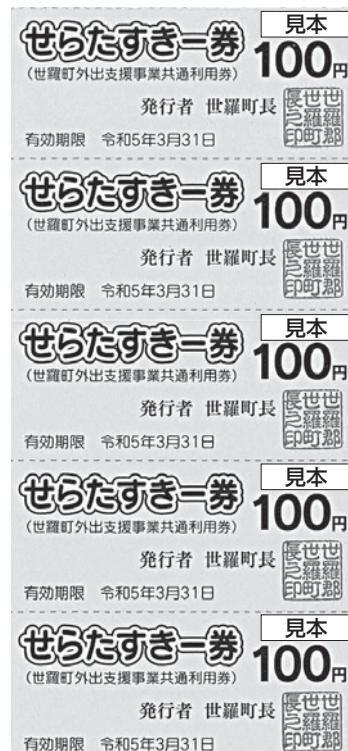 見本
せらたすきー券 100円
(世羅町外出支援事業共通利用券)
発行者 世羅町長
世羅郡世羅町長之印
有効期限 令和5年3月31日
見本
せらたすきー券 100円
(世羅町外出支援事業共通利用券)
発行者 世羅町長
世羅郡世羅町長之印
有効期限 令和5年3月31日
見本
せらたすきー券 100円
(世羅町外出支援事業共通利用券)
発行者 世羅町長
世羅郡世羅町長之印
有効期限 令和5年3月31日
見本
せらたすきー券 100円
(世羅町外出支援事業共通利用券)
発行者 世羅町長
世羅郡世羅町長之印
有効期限 令和5年3月31日
見本
せらたすきー券 100円
(世羅町外出支援事業共通利用券)
発行者 世羅町長
世羅郡世羅町長之印
有効期限 令和5年3月31日